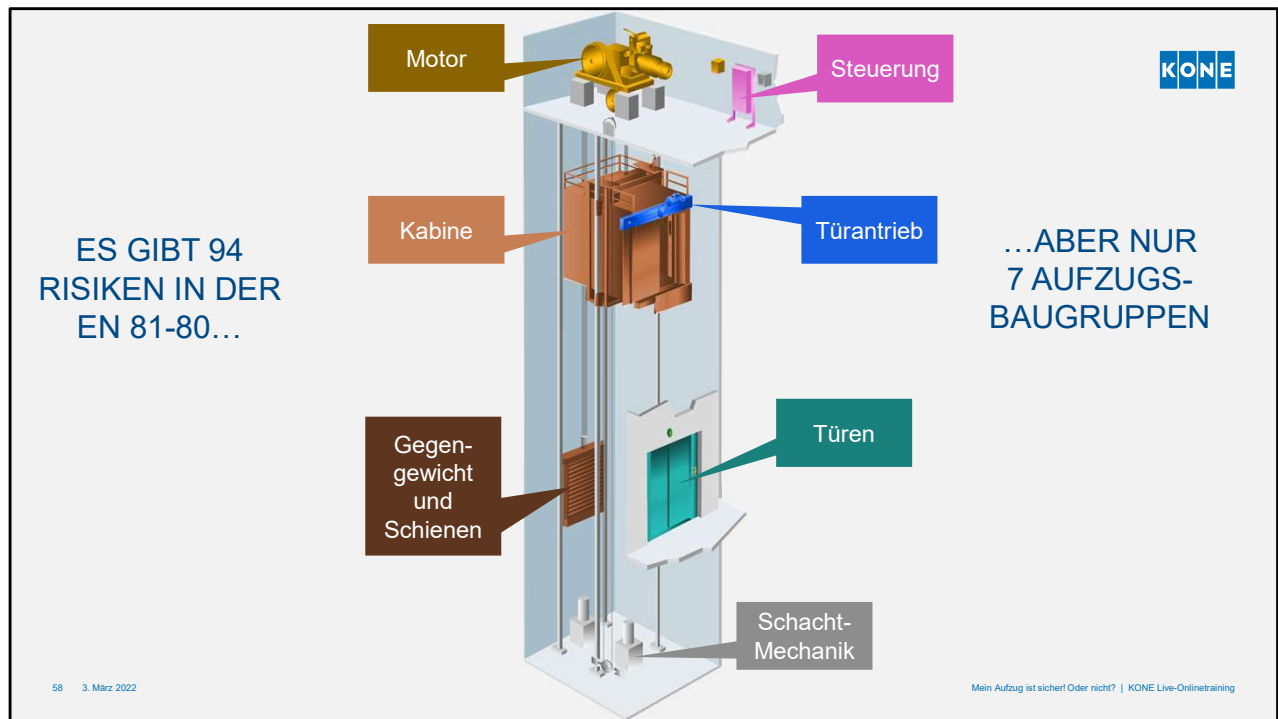 Motor
Steuerung
KONE
Kabine
Türantrieb
ES GIBT 94
RISIKEN IN DER
EN 81-80…
…ABER NUR
7 AUFZUGS-
BAUGRUPPEN
Gegen-
gewicht
und
Schienen
Türen
Schacht-
Mechanik
58 3. März 2022
Mein Aufzug ist sicher! Oder nicht? | KONE Live-Onlinetraining